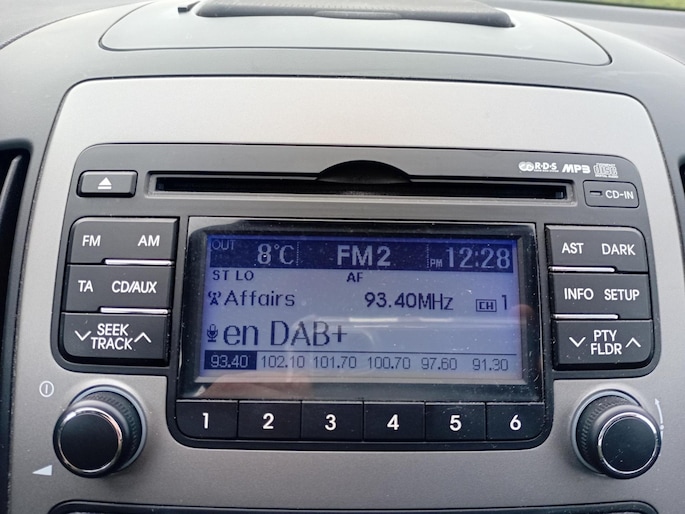 R·D·S MP3
CD-IN
FM AM
TA CD/AUX
SEEK
TRACK
OUT 8°C FM2 PM 12:28
ST LO AF
Affairs 93.40MHz CH 1
en DAB+
93.40 102.10 101.70 100.70 97.60 91.30
AST DARK
INFO SETUP
PTY
FLDR
1 2 3 4 5 6